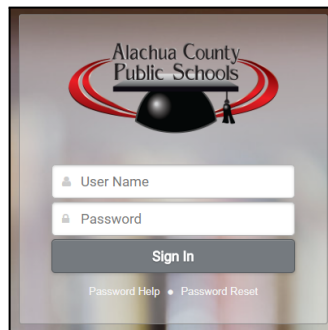 Alachua County
Public Schools
User Name
Password
Sign In
Password Help ● Password Reset